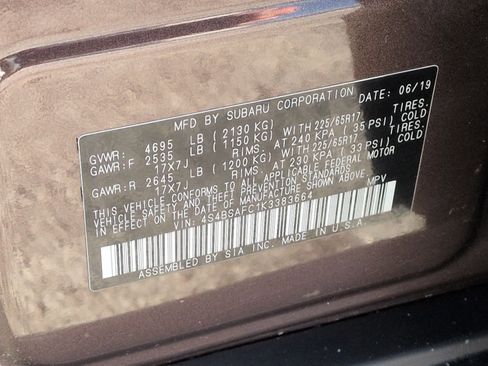 MFD BY SUBARU CORPORATION DATE: 06/19
GVWR: 4695 LB (2130 KG)
GAWR:F 2535 LB (1150 KG) WITH 225/65R17 TIRES.
17X7J RIMS. AT 240 KPA (35 PSI) COLD
GAWR:R 2645 LB (1200 KG) WITH 225/65R17 TIRES.
17X7J RIMS. AT 230 KPA (33 PSI) COLD
THIS VEHICLE CONFORMS TO ALL APPLICABLE FEDERAL MOTOR
VEHICLE SAFETY AND THEFT PREVENTION STANDARDS
IN EFFECT ON THE DATE OF MANUFACTURE SHOWN ABOVE.
VIN: 4S4BSAFC1K3383664 MPV
ASSEMBLED BY SIA INC. MADE IN U.S.A.